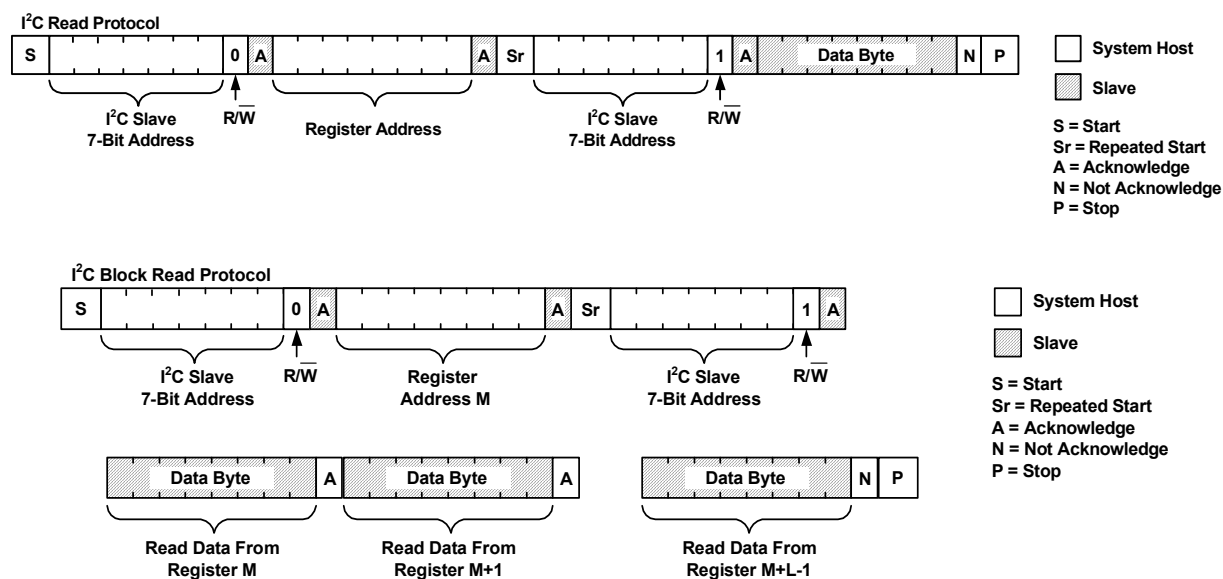 I²C Read Protocol
S 0 A A Sr 1 A Data Byte N P
I²C Slave
7-Bit Address
R/W̅
Register Address
I²C Slave
7-Bit Address
R/W̅
System Host
Slave
S = Start
Sr = Repeated Start
A = Acknowledge
N = Not Acknowledge
P = Stop
I²C Block Read Protocol
S 0 A A Sr 1 A
I²C Slave
7-Bit Address
R/W̅
Register
Address M
I²C Slave
7-Bit Address
R/W̅
System Host
Slave
S = Start
Sr = Repeated Start
A = Acknowledge
N = Not Acknowledge
P = Stop
Data Byte A Data Byte A Data Byte N P
Read Data From
Register M
Read Data From
Register M+1
Read Data From
Register M+L-1